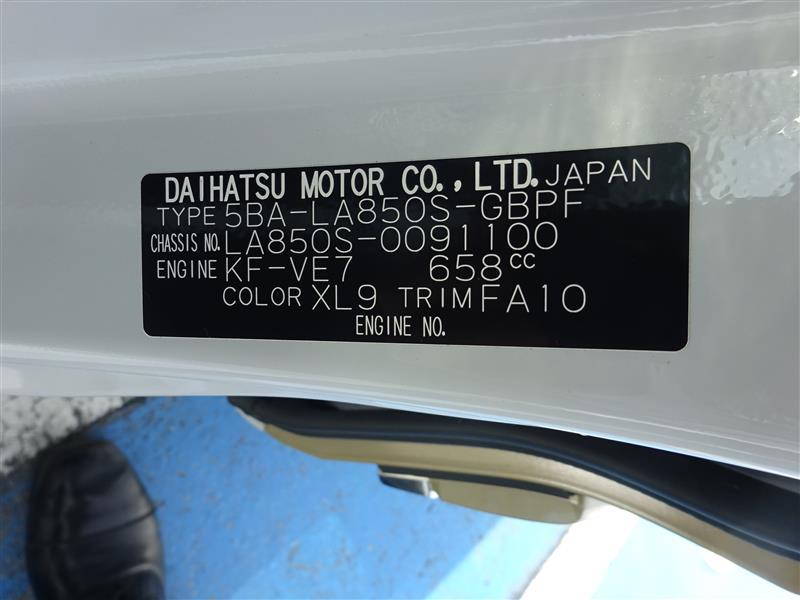 DAIHATSU MOTOR CO., LTD. JAPAN
TYPE 5BA-LA850S-GBPF
CHASSIS NO. LA850S-0091100
ENGINE KF-VE7 658cc
COLOR XL9 TRIM FA10
ENGINE NO.